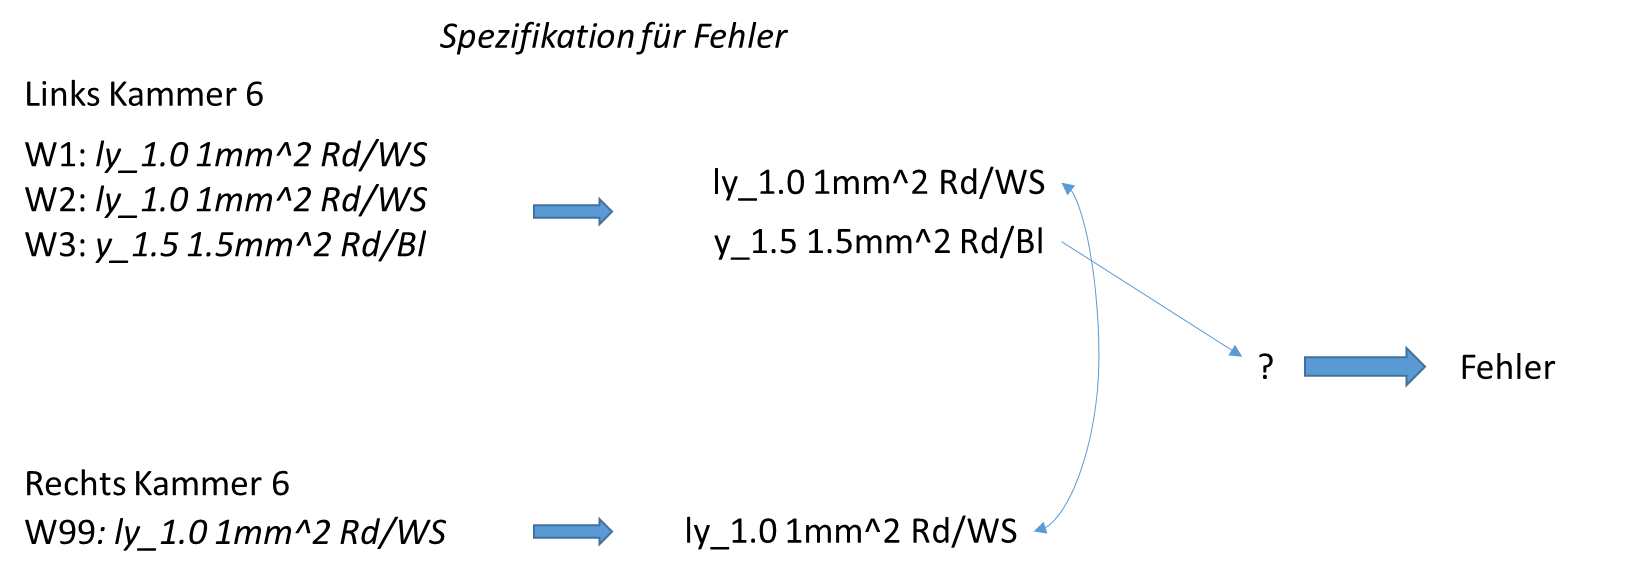 Spezifikation für Fehler
Links Kammer 6
W1: ly_1.0 1mm^2 Rd/WS
W2: ly_1.0 1mm^2 Rd/WS
W3: y_1.5 1.5mm^2 Rd/Bl
ly_1.0 1mm^2 Rd/WS
y_1.5 1.5mm^2 Rd/Bl
? Fehler
Rechts Kammer 6
W99: ly_1.0 1mm^2 Rd/WS
ly_1.0 1mm^2 Rd/WS